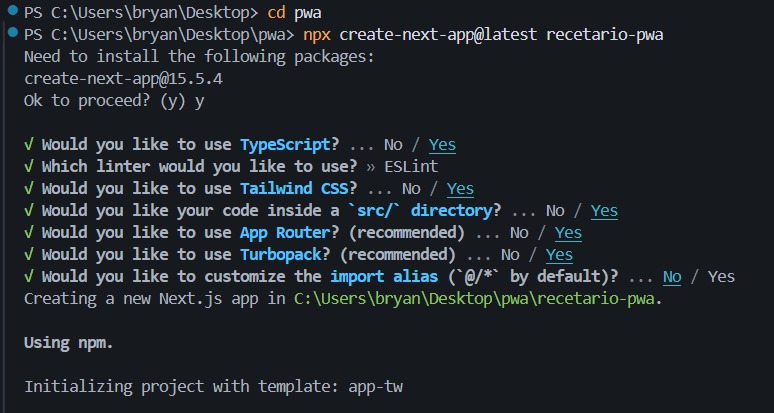 PS C:\Users\bryan\Desktop> cd pwa
PS C:\Users\bryan\Desktop\pwa> npx create-next-app@latest recetario-pwa
Need to install the following packages:
create-next-app@15.5.4
Ok to proceed? (y) y
√ Would you like to use TypeScript? ... No / Yes
√ Which linter would you like to use? » ESLint
√ Would you like to use Tailwind CSS? ... No / Yes
√ Would you like your code inside a `src/` directory? ... No / Yes
√ Would you like to use App Router? (recommended) ... No / Yes
√ Would you like to use Turbopack? (recommended) ... No / Yes
√ Would you like to customize the import alias (`@/*` by default)? ... No / Yes
Creating a new Next.js app in C:\Users\bryan\Desktop\pwa\recetario-pwa.
Using npm.
Initializing project with template: app-tw